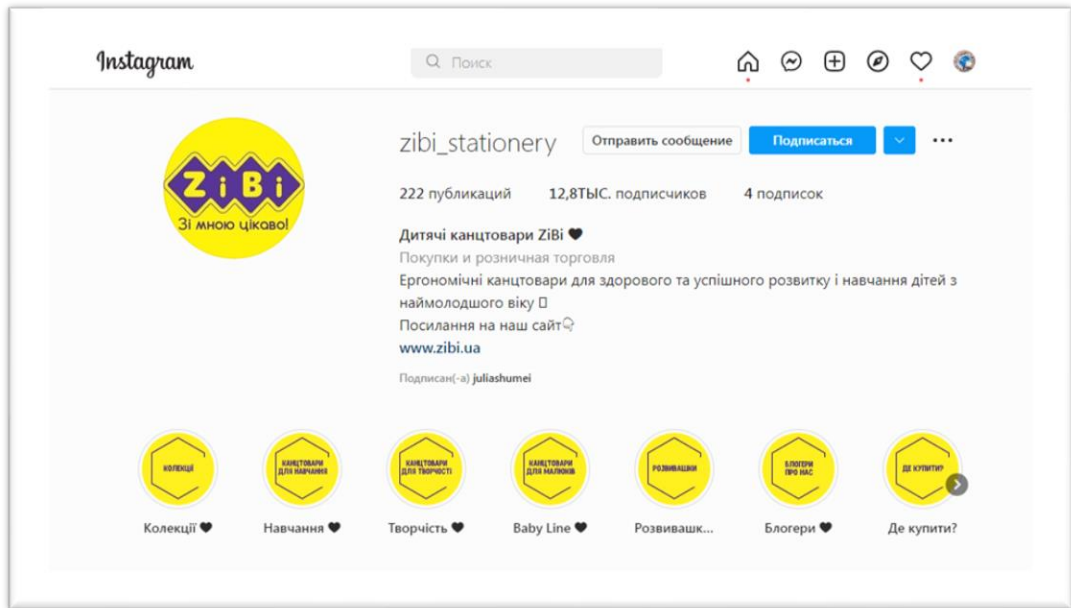 Instagram
Поиск
ZiBi
Зі мною цікаво!
zibi_stationery Отправить сообщение Подписаться
222 публикаций 12,8ТЫС. подписчиков 4 подписок
Дитячі канцтовари ZiBi 🖤
Покупки и розничная торговля
Ергономічні канцтовари для здорового та успішного розвитку і навчання дітей з
наймолодшого віку
Посилання на наш сайт👇
www.zibi.ua
Подписан(-а) juliashumei
КОЛЕКЦІЇ
КАНЦТОВАРИ
ДЛЯ НАВЧАННЯ
КАНЦТОВАРИ
ДЛЯ ТВОРЧОСТІ
КАНЦТОВАРИ
ДЛЯ МАЛЮКІВ
РОЗВИВАШКИ
БЛОГЕРИ
ПРО НАС
ДЕ КУПИТИ?
Колекції 🖤 Навчання 🖤 Творчість 🖤 Baby Line 🖤 Розвивашк... Блогери 🖤 Де купити?